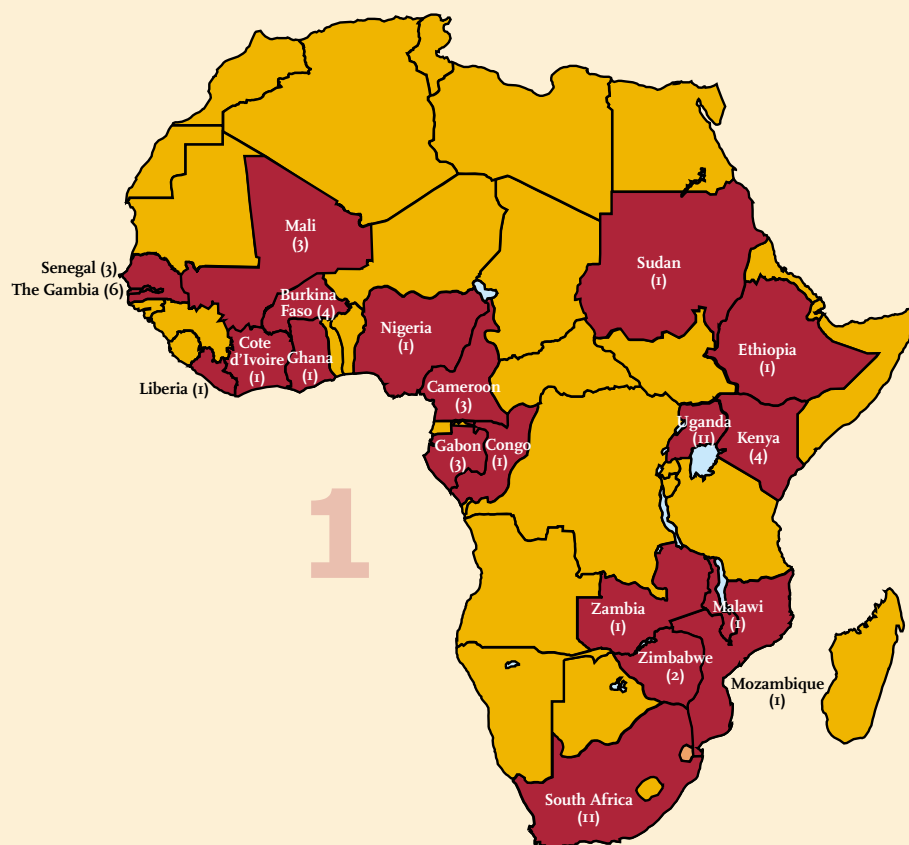 Mali
(3)
Senegal (3)
The Gambia (6)
Sudan
(1)
Burkina
Faso (4)
Nigeria
(1)
Cote
d'Ivoire
(1)
Ghana
(1)
Ethiopia
(1)
Liberia (1)
Cameroon
(3)
Uganda
(11)
Kenya
(4)
Gabon
(3)
Congo
(1)
1
Zambia
(1)
Malawi
(1)
Zimbabwe
(2)
Mozambique
(1)
South Africa
(11)